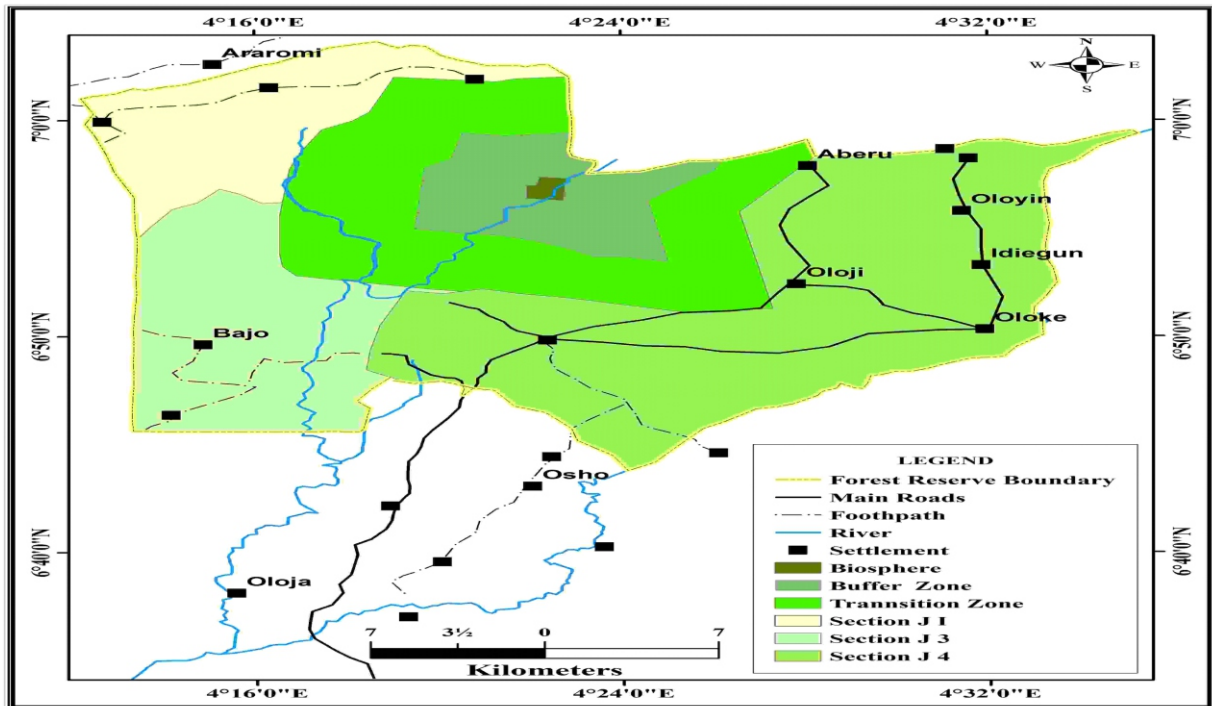 4°16'0"E 4°24'0"E 4°32'0"E
N
W E
S
Araromi
7°0'0"N 7°0'0"N
Aberu
Oloyin
Idiegun
Oloji
Oloke
Bajo
6°50'0"N 6°50'0"N
Osho
6°40'0"N 6°40'0"N
Oloja
LEGEND
Forest Reserve Boundary
Main Roads
Foothpath
River
Settlement
Biosphere
Buffer Zone
Trannsition Zone
Section J I
Section J 3
Section J 4
7 3½ 0 7
Kilometers
4°16'0"E 4°24'0"E 4°32'0"E